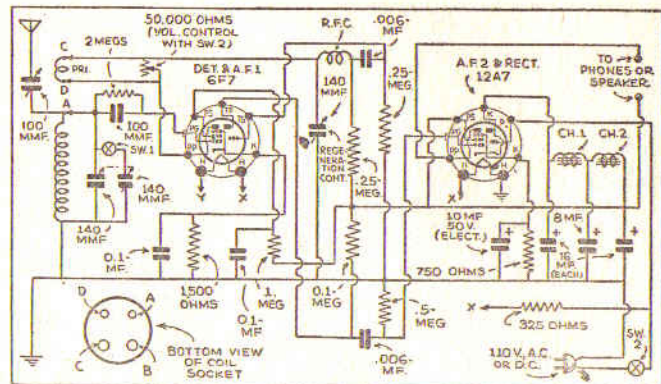 50,000 OHMS
(VOL. CONTROL
WITH SW.2)
2 MEGS
C
PRI.
D
A
100
MMF.
100
MMF.
SW.1
140
MMF.
140
MMF.
DET. & A.F.1
6F7
R.F.C.
.006-
MF.
140
MMF.
.25-
MEG
REGE-
NERATION
CONT.
.25-
MEG
A.F.2 & RECT.
12A7
TO
PHONES OR
SPEAKER
CH.1
CH.2
PP
H
H
K
Y
X
PP
H
H
K
X
0.1-
MF.
1,500
OHMS
0.1-
MF
.1
MEG
0.1-
MEG
.5-
MEG
.006-
MF.
10 MF
50 V.
(ELECT.)
750 OHMS
8 MF.
16
MF.
(EACH)
X
325 OHMS
SW.
2
110 V. A.C.
OR D.C.
D
A
C
B
BOTTOM VIEW
OF COIL
SOCKET